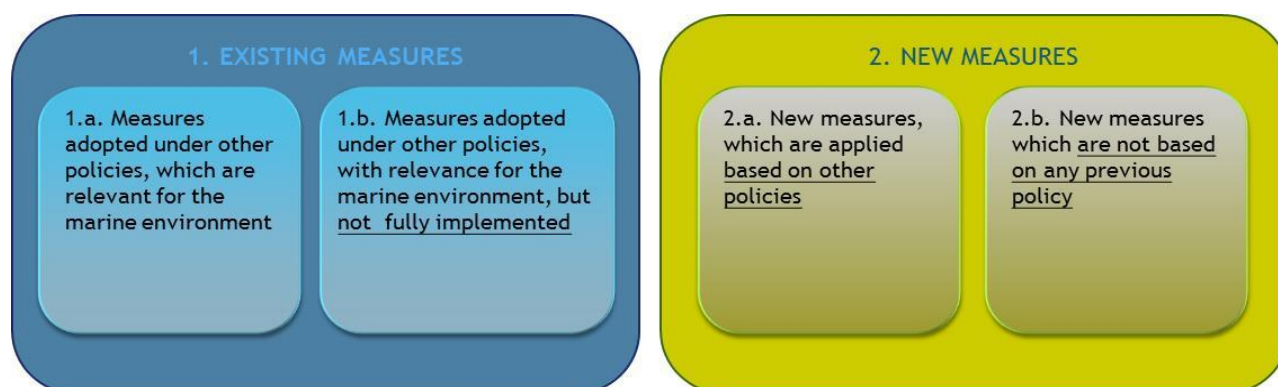 1. EXISTING MEASURES
1.a. Measures
adopted under other
policies, which are
relevant for the
marine environment
1.b. Measures adopted
under other policies,
with relevance for the
marine environment, but
not fully implemented
2. NEW MEASURES
2.a. New measures,
which are applied
based on other
policies
2.b. New measures
which are not based
on any previous
policy